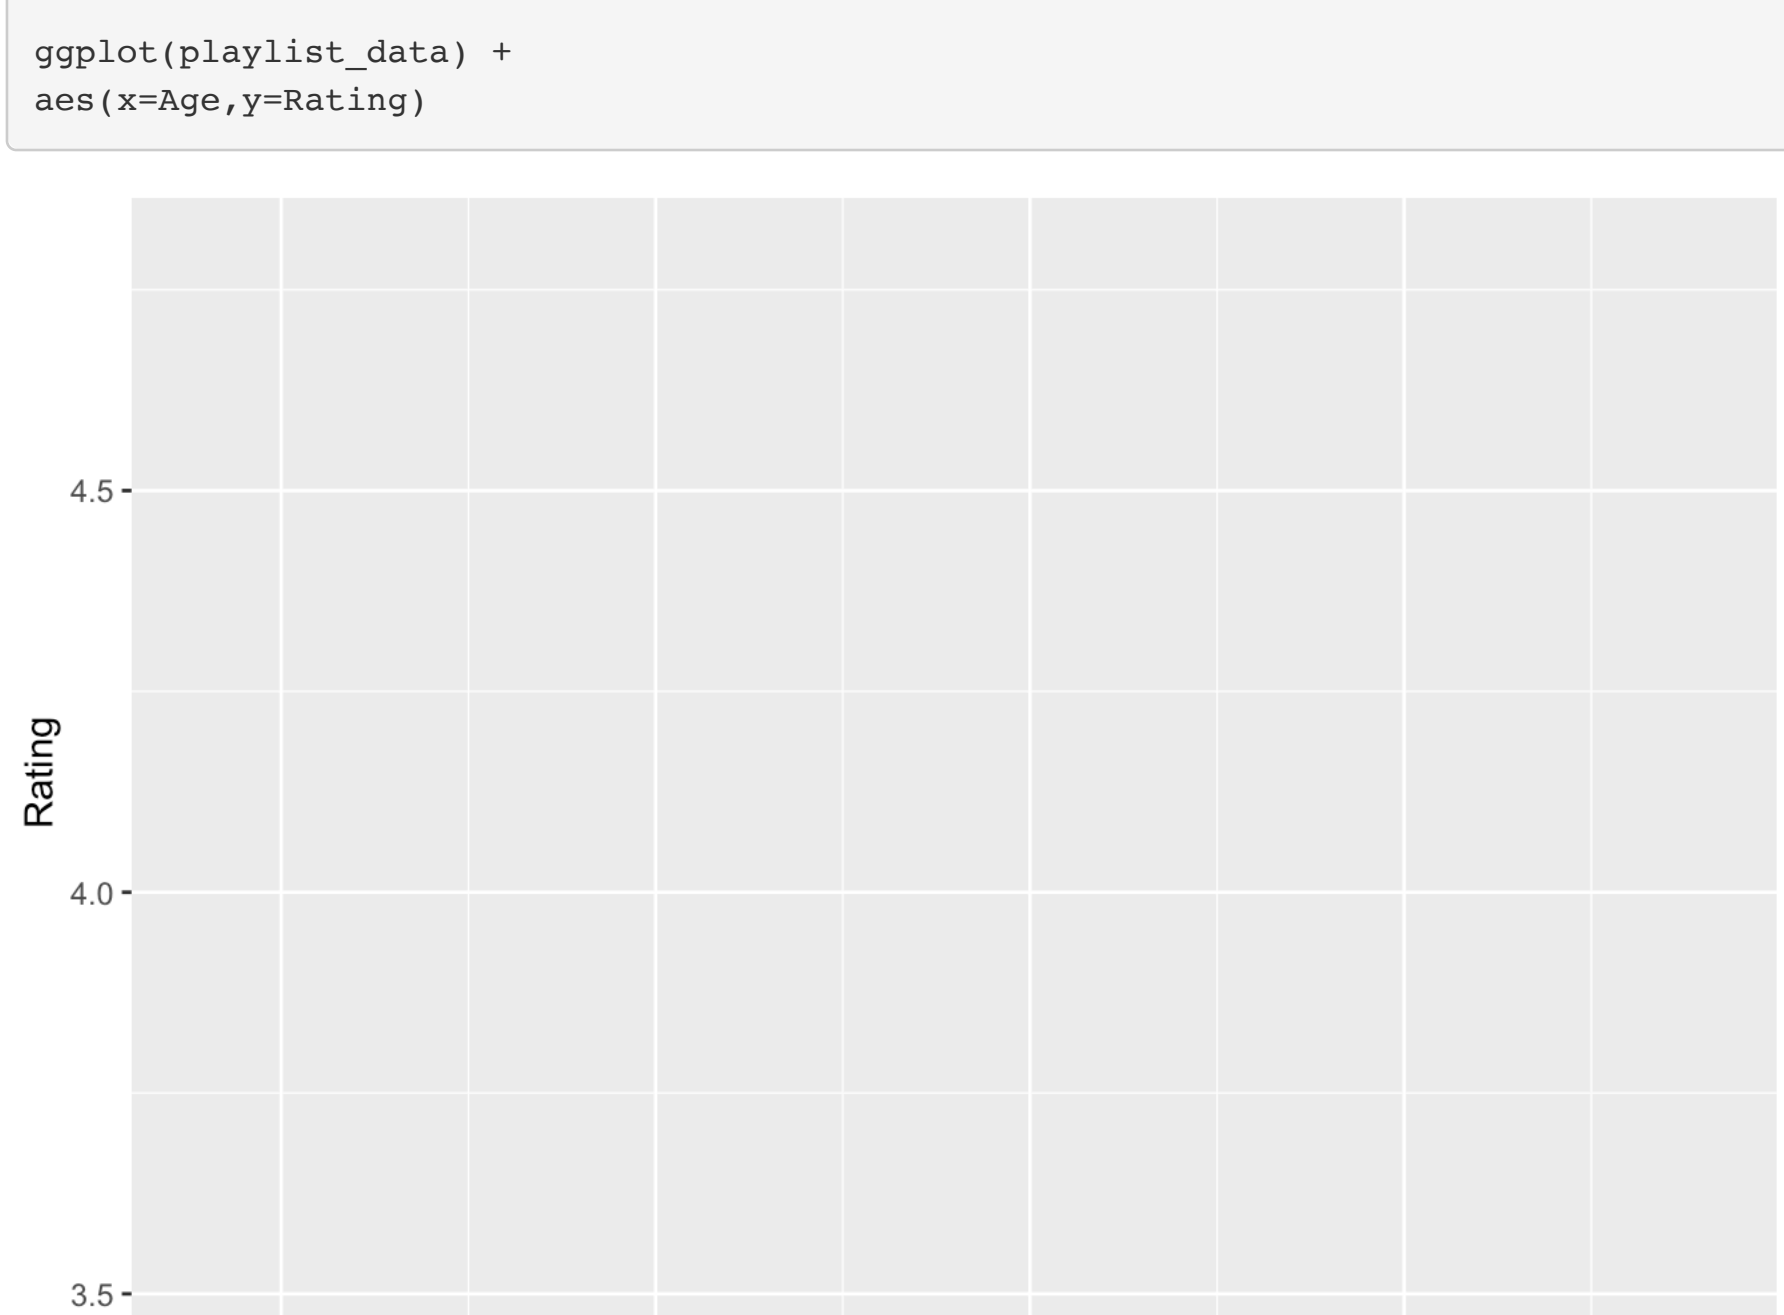 ggplot(playlist_data) +
aes(x=Age,y=Rating)
4.5
Rating
4.0
3.5